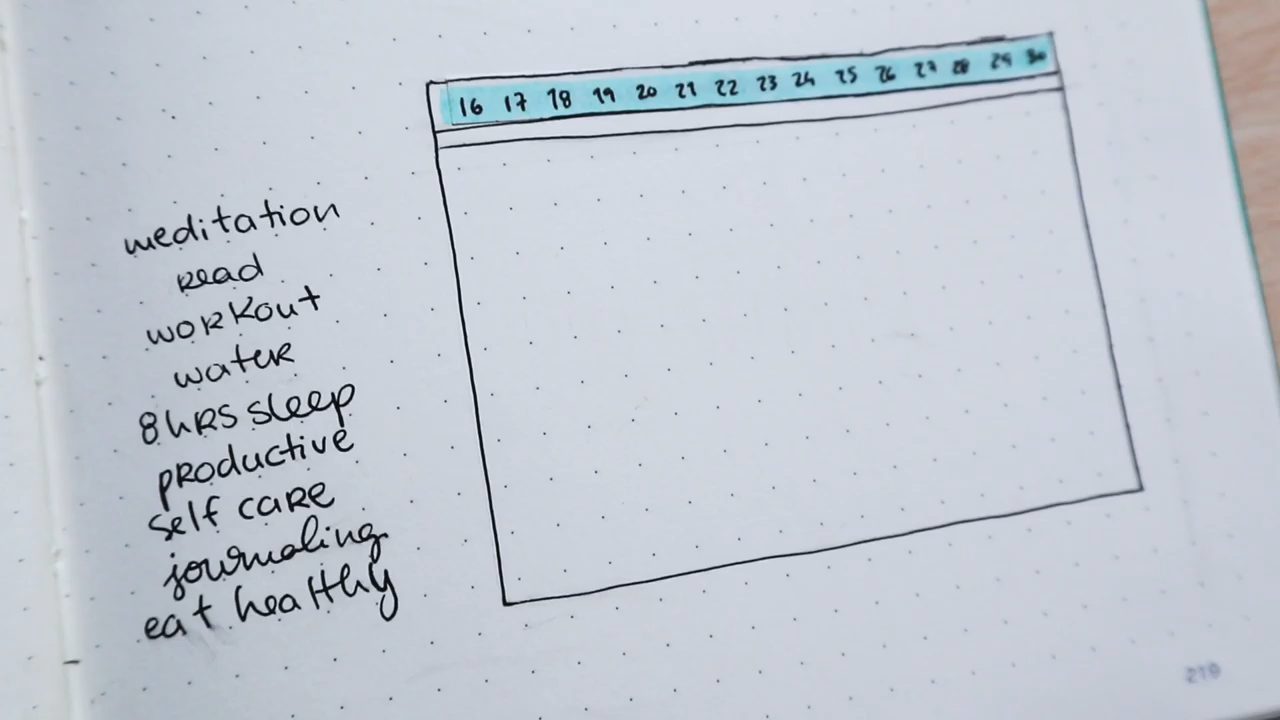 16 17 18 19 20 21 22 23 24 25 26 27 28 29 30
meditation
read
workout
water
8hrs sleep
productive
self care
journaling
eat healthy
219